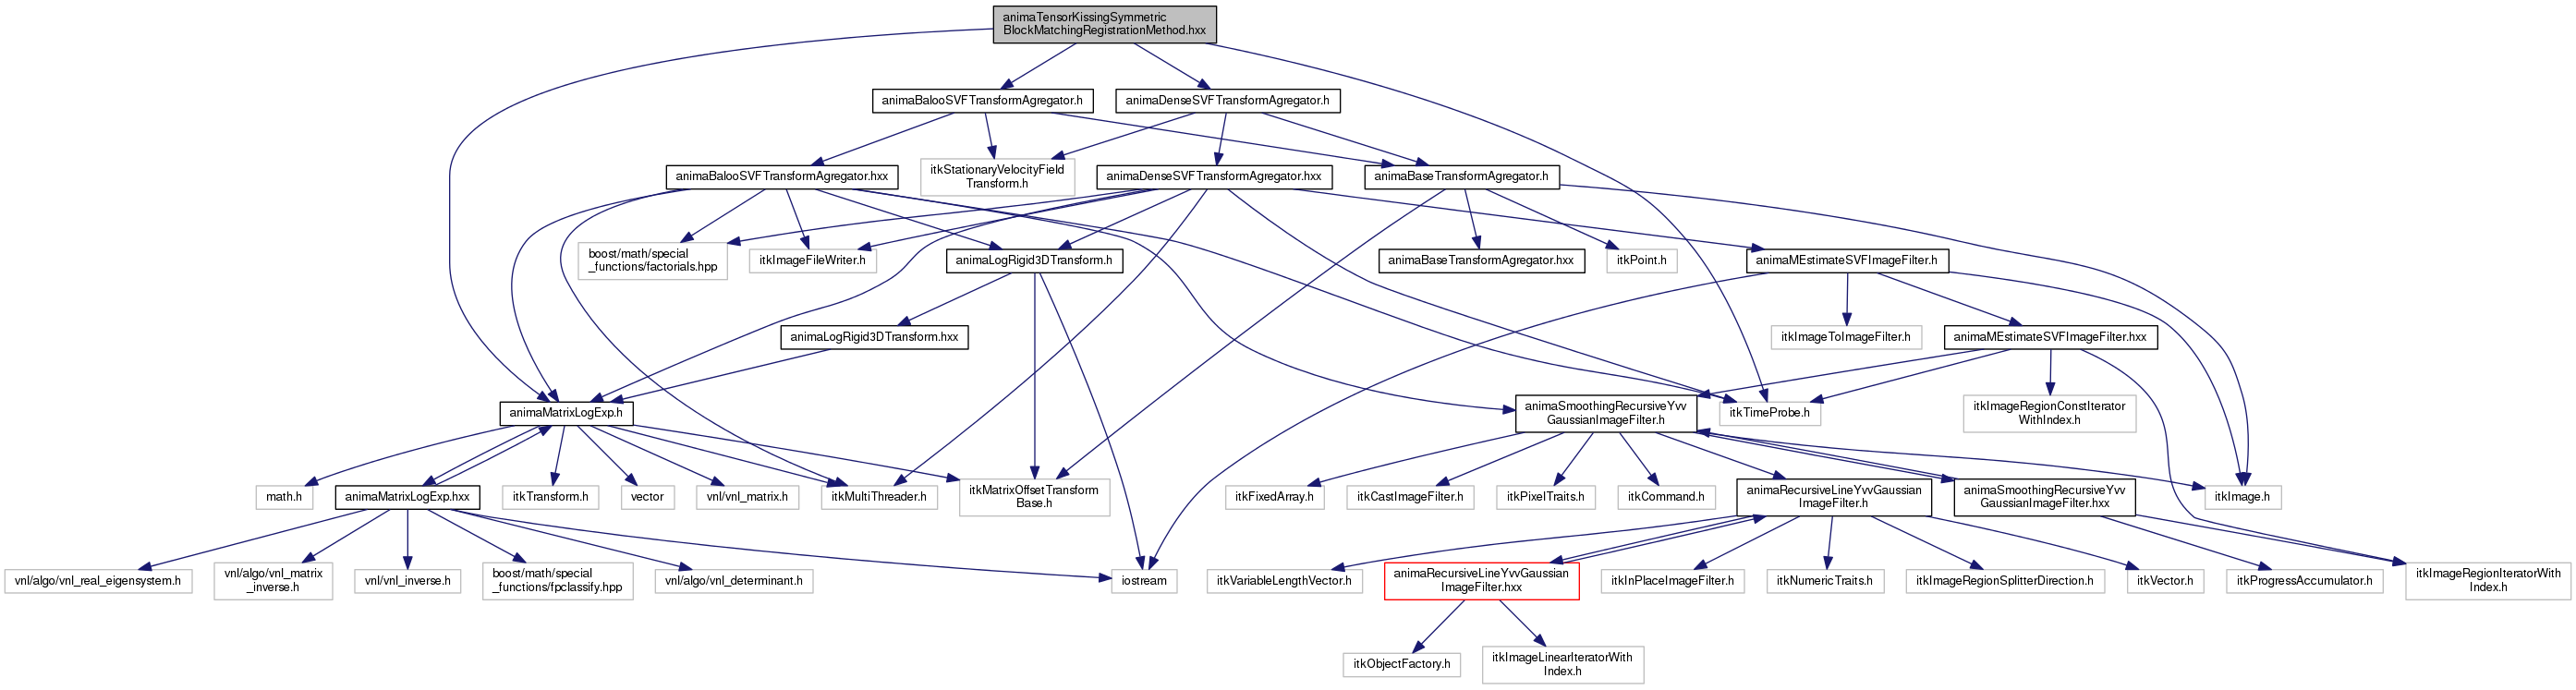 animaTensorKissingSymmetric
BlockMatchingRegistrationMethod.hxx
animaBalooSVFTransformAgregator.h
animaDenseSVFTransformAgregator.h
itkStationaryVelocityField
Transform.h
animaBalooSVFTransformAgregator.hxx
animaDenseSVFTransformAgregator.hxx
animaBaseTransformAgregator.h
boost/math/special
_functions/factorials.hpp
itkImageFileWriter.h
animaLogRigid3DTransform.h
animaBaseTransformAgregator.hxx
itkPoint.h
animaMEstimateSVFImageFilter.h
animaLogRigid3DTransform.hxx
itkImageToImageFilter.h
animaMEstimateSVFImageFilter.hxx
animaMatrixLogExp.h
animaSmoothingRecursiveYvv
GaussianImageFilter.h
itkTimeProbe.h
itkImageRegionConstIterator
WithIndex.h
math.h
animaMatrixLogExp.hxx
itkTransform.h
vector
vnl/vnl_matrix.h
itkMultiThreader.h
itkMatrixOffsetTransform
Base.h
itkFixedArray.h
itkCastImageFilter.h
itkPixelTraits.h
itkCommand.h
animaRecursiveLineYvvGaussian
ImageFilter.h
animaSmoothingRecursiveYvv
GaussianImageFilter.hxx
itkImage.h
vnl/algo/vnl_real_eigensystem.h
vnl/algo/vnl_matrix
_inverse.h
vnl/vnl_inverse.h
boost/math/special
_functions/fpclassify.hpp
vnl/algo/vnl_determinant.h
iostream
itkVariableLengthVector.h
animaRecursiveLineYvvGaussian
ImageFilter.hxx
itkInPlaceImageFilter.h
itkNumericTraits.h
itkImageRegionSplitterDirection.h
itkVector.h
itkProgressAccumulator.h
itkImageRegionIteratorWith
Index.h
itkObjectFactory.h
itkImageLinearIteratorWith
Index.h